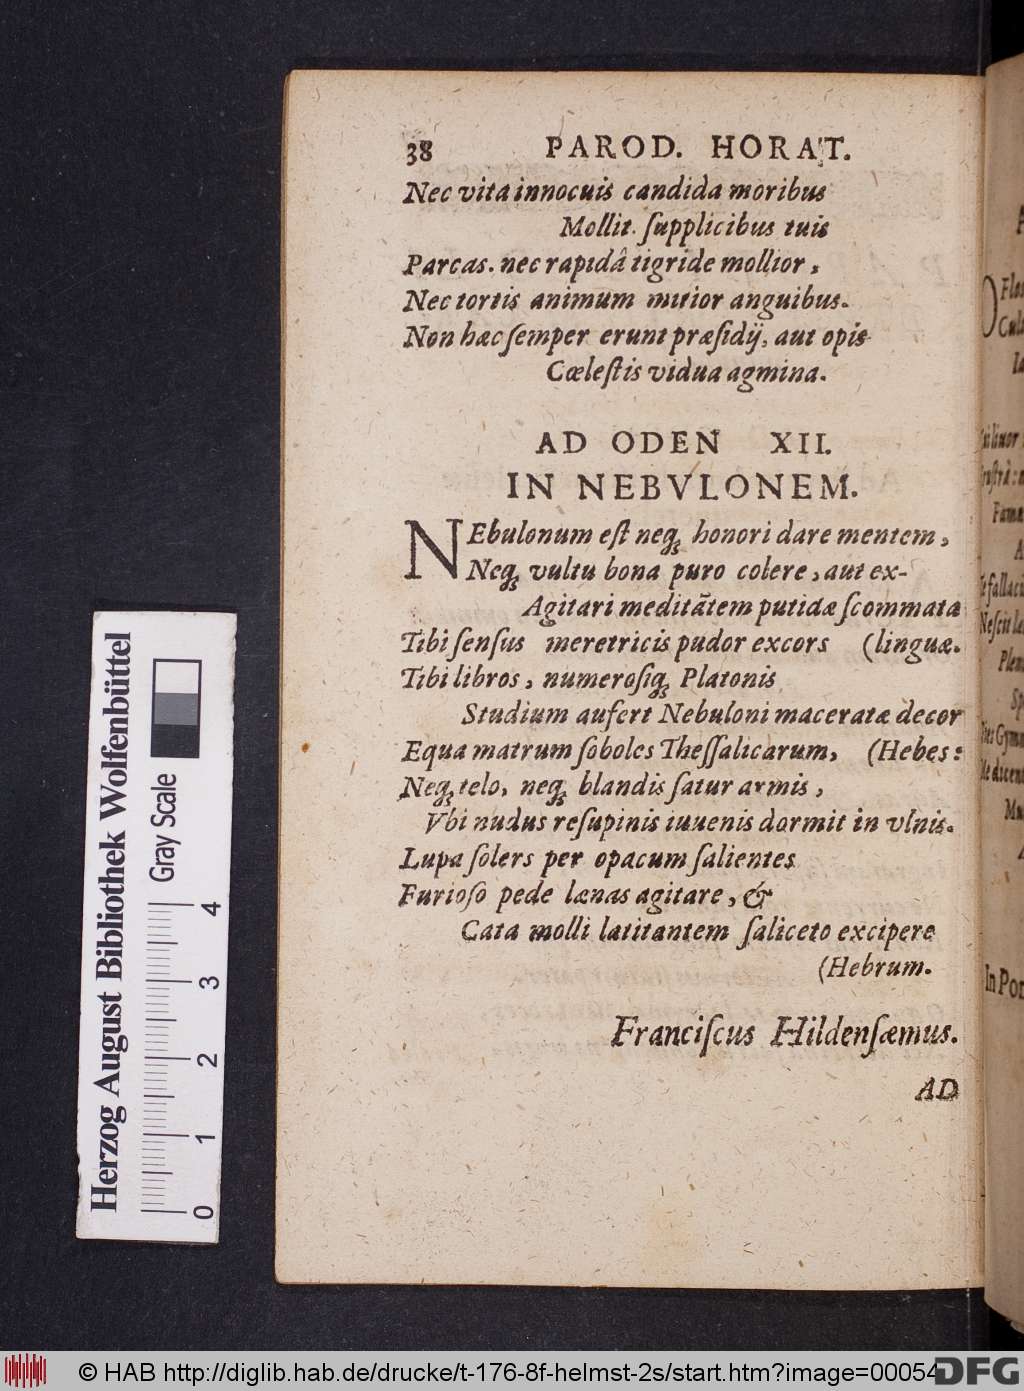 38 PAROD. HORAT.
Nec vita innocuis candida moribus
Mollit. ſupplicibus tuis
Parcas. nec rapidâ tigride mollior,
Nec tortis animum mitior anguibus.
Non hac ſemper erunt præſidij, aut opis
Cœleſtis vidua agmina.
AD ODEN XII.
IN NEBVLONEM.
NEbulonum eſt neq; honori dare mentem,
Neq; vultu bona puro colere, aut ex-
Agitari meditãtem putidæ ſcommata
Tibi ſenſus meretricis pudor excors (linguæ.
Tibi libros, numeroſiq; Platonis
Studium aufert Nebuloni maceratæ decor
Equa matrum ſoboles Theſſalicarum, (Hebes:
Neq; telo, neq; blandis ſatur armis,
Vbi nudus reſupinis iuuenis dormit in vlnis.
Lupa ſolers per opacum ſalientes
Furioſo pede lænas agitare, &
Cata molli latitantem ſaliceto excipere
(Hebrum.
Franciſcus Hildenſæmus.
AD
Herzog August Bibliothek Wolfenbüttel
Gray Scale
0 1 2 3 4
© HAB http://diglib.hab.de/drucke/t-176-8f-helmst-2s/start.htm?image=00054
DFG